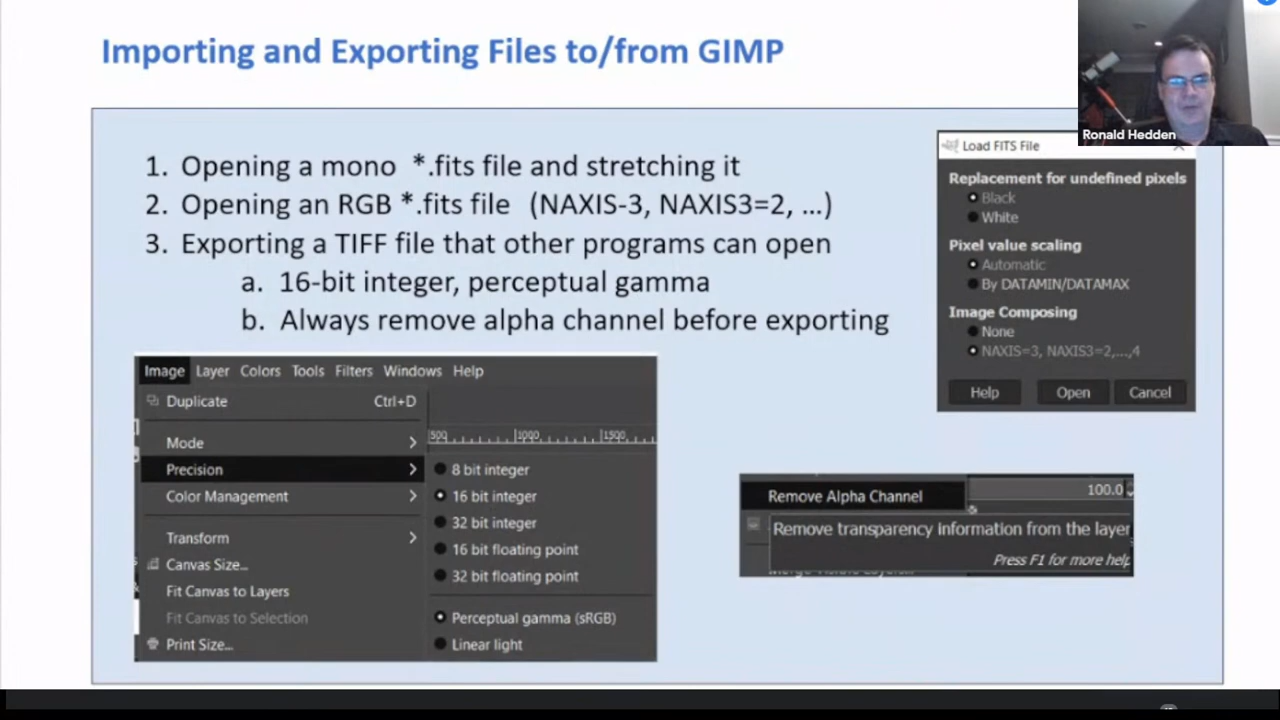 Importing and Exporting Files to/from GIMP
Ronald Hedden
1. Opening a mono *.fits file and stretching it
2. Opening an RGB *.fits file (NAXIS-3, NAXIS3=2, ...)
3. Exporting a TIFF file that other programs can open
a. 16-bit integer, perceptual gamma
b. Always remove alpha channel before exporting
Load FITS File
Replacement for undefined pixels
Black
White
Pixel value scaling
Automatic
By DATAMIN/DATAMAX
Image Composing
None
NAXIS=3, NAXIS3=2,...,4
Help Open Cancel
Image Layer Colors Tools Filters Windows Help
Duplicate Ctrl+D
Mode
Precision
Color Management
Transform
Canvas Size...
Fit Canvas to Layers
Fit Canvas to Selection
Print Size...
500 1000 1500
8 bit integer
16 bit integer
32 bit integer
16 bit floating point
32 bit floating point
Perceptual gamma (sRGB)
Linear light
Remove Alpha Channel 100.0
Remove transparency information from the layer
Press F1 for more help